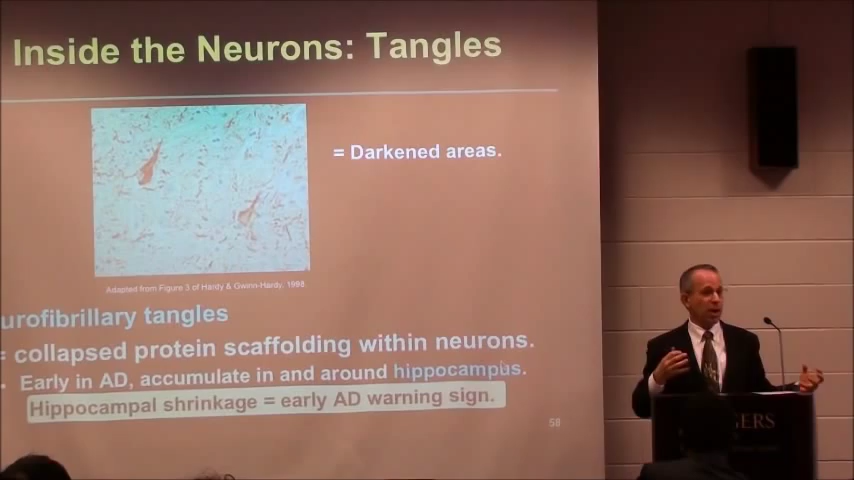 Inside the Neurons: Tangles
= Darkened areas.
Adapted from Figure 3 of Hardy & Gwinn-Hardy, 1998.
urofibrillary tangles
= collapsed protein scaffolding within neurons.
Early in AD, accumulate in and around hippocampus.
Hippocampal shrinkage = early AD warning sign.
58
GERS